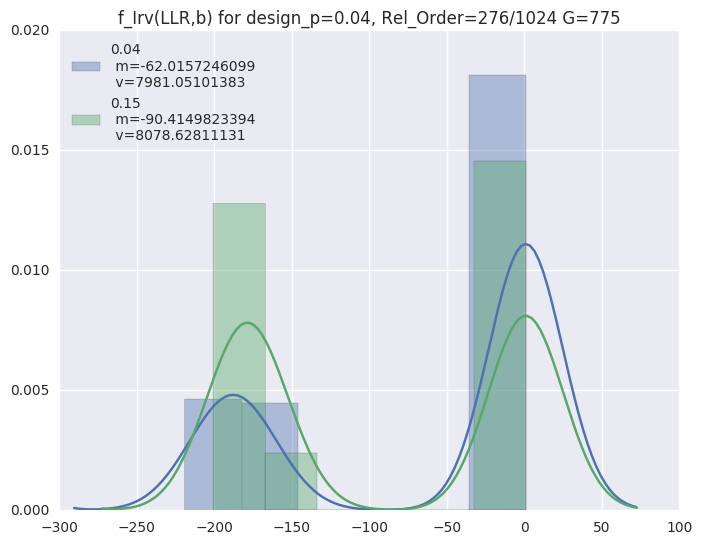 f_Irv(LLR,b) for design_p=0.04, Rel_Order=276/1024 G=775
0.020
0.04
m=-62.0157246099
v=7981.05101383
0.15
m=-90.4149823394
v=8078.62811131
0.015
0.010
0.005
0.000
−300 −250 −200 −150 −100 −50 0 50 100